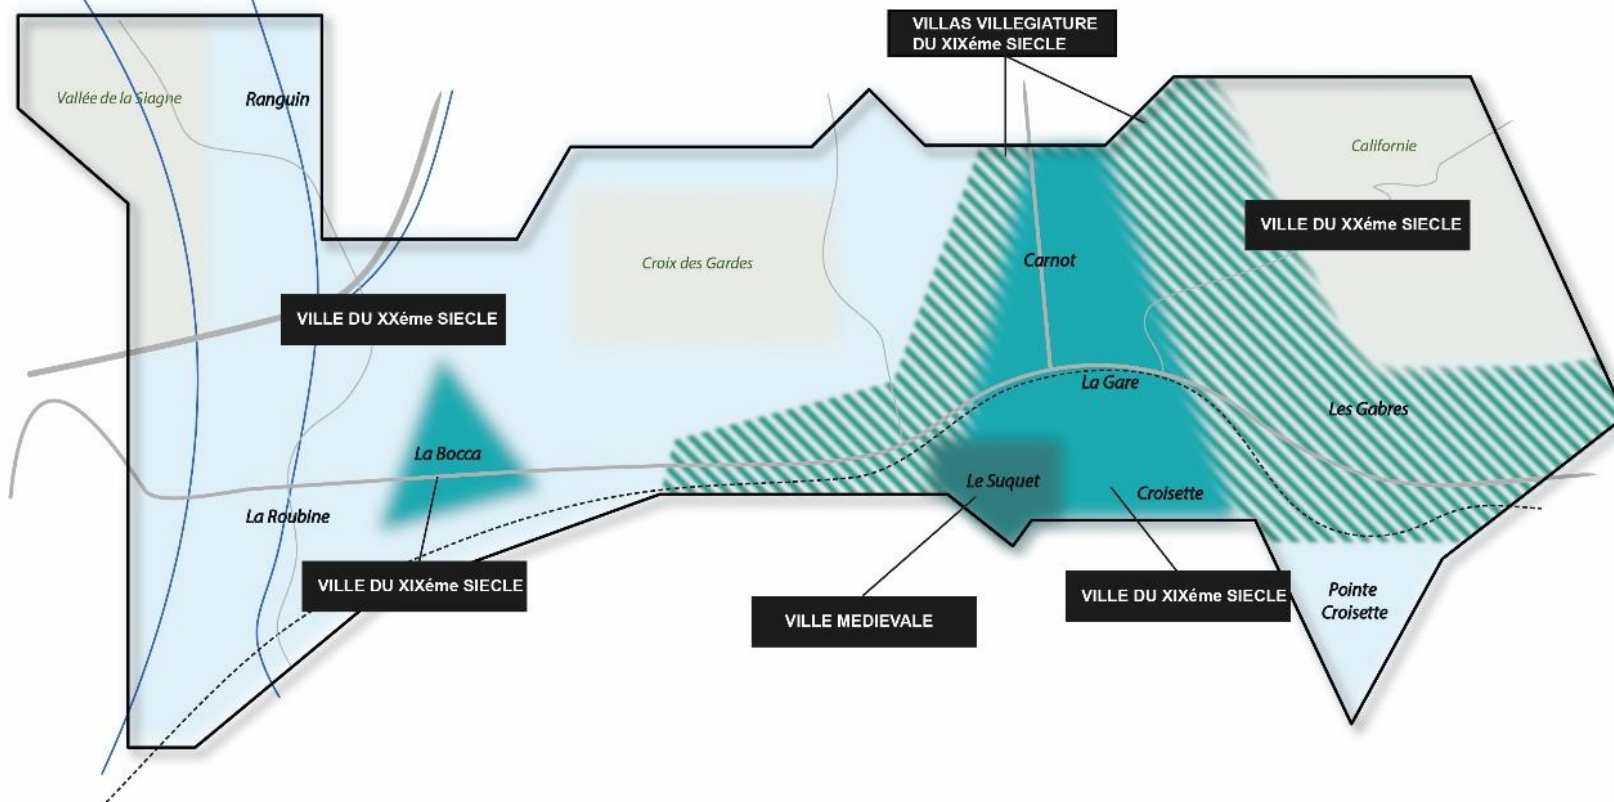 VILLAS VILLEGIATURE
DU XIXéme SIECLE
Vallée de la Siagne
Ranguin
Californie
VILLE DU XXéme SIECLE
Croix des Gardes
Carnot
VILLE DU XXéme SIECLE
La Gare
Les Gabres
La Bocca
Le Suquet
Croisette
La Roubine
VILLE DU XIXéme SIECLE
VILLE DU XIXéme SIECLE
Pointe
Croisette
VILLE MEDIEVALE